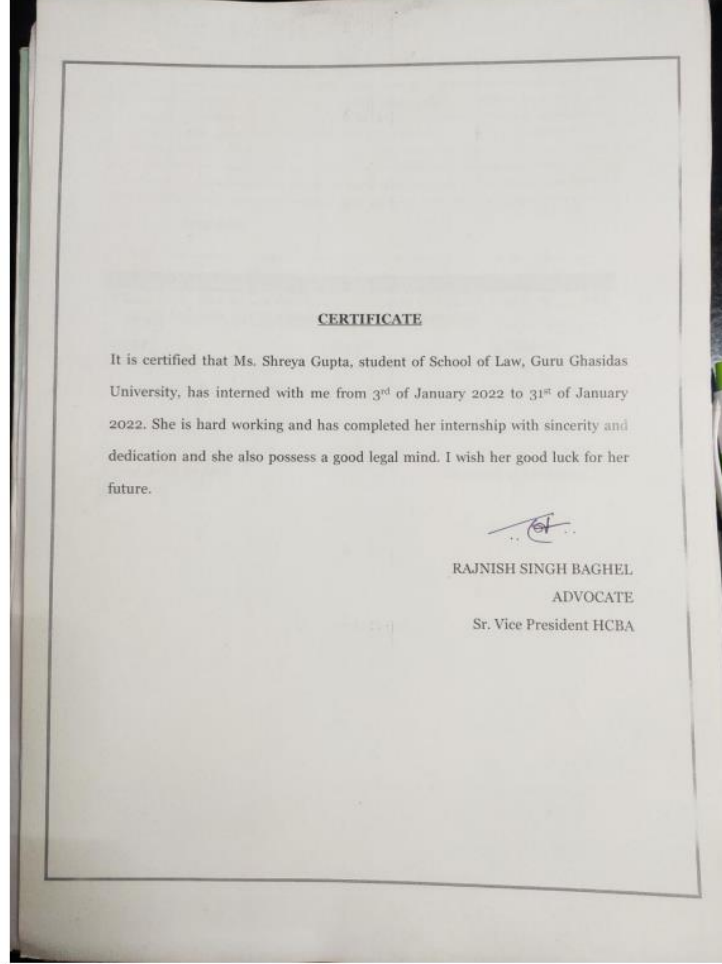 CERTIFICATE
It is certified that Ms. Shreya Gupta, student of School of Law, Guru Ghasidas
University, has interned with me from 3rd of January 2022 to 31st of January
2022. She is hard working and has completed her internship with sincerity and
dedication and she also possess a good legal mind. I wish her good luck for her
future.
RAJNISH SINGH BAGHEL
ADVOCATE
Sr. Vice President HCBA